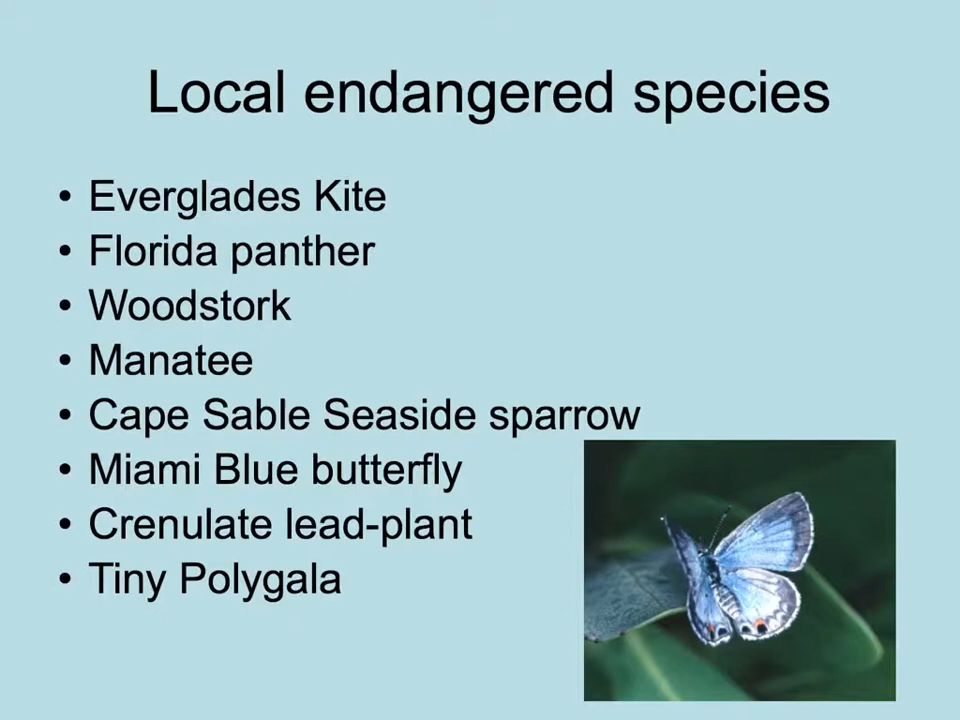 Local endangered species
• Everglades Kite
• Florida panther
• Woodstork
• Manatee
• Cape Sable Seaside sparrow
• Miami Blue butterfly
• Crenulate lead-plant
• Tiny Polygala